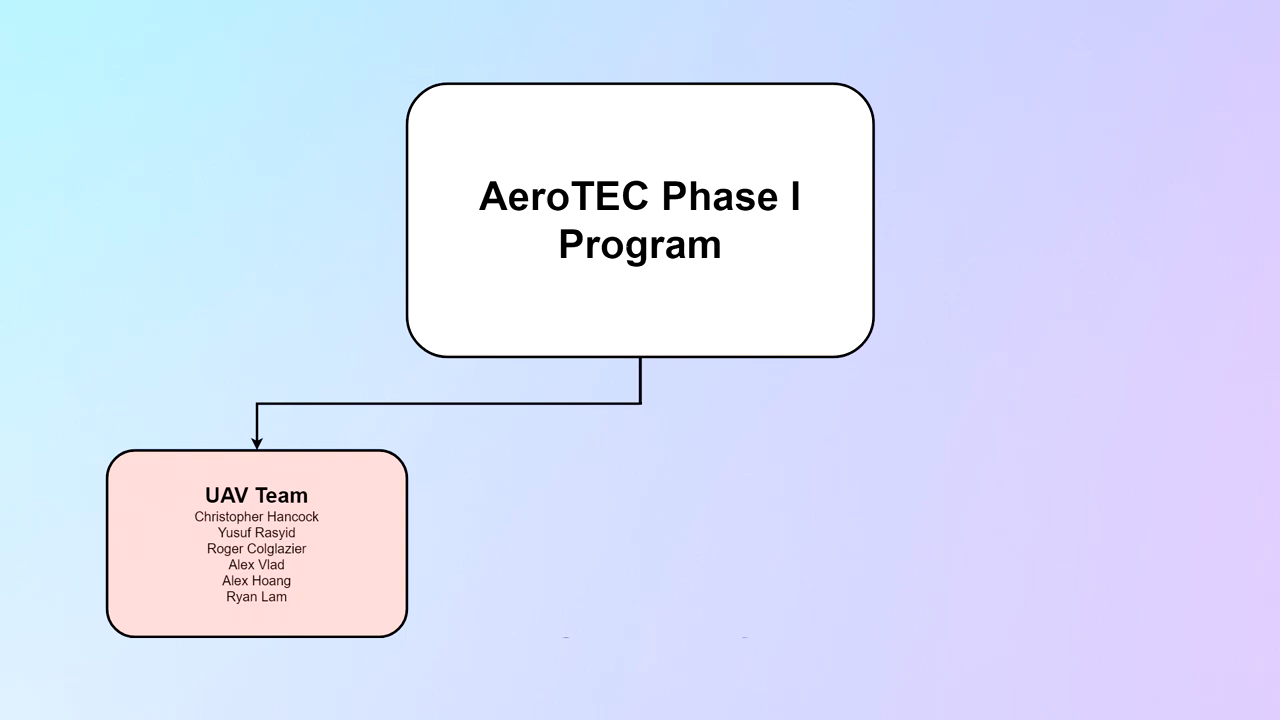 AeroTEC Phase I
Program
UAV Team
Christopher Hancock
Yusuf Rasyid
Roger Colglazier
Alex Vlad
Alex Hoang
Ryan Lam